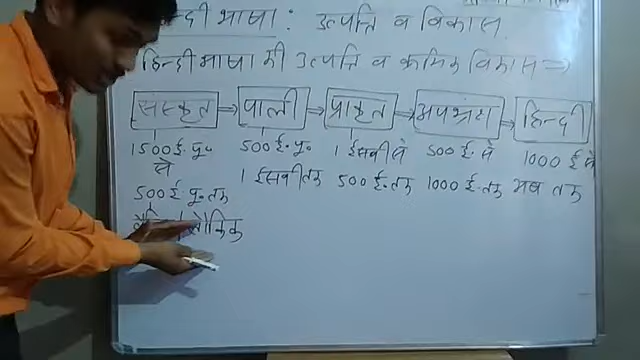 हिन्दी भाषा : उत्पत्ति व विकास.
हिन्दी भाषा की उत्पत्ति व क्रमिक विकास ⇒
संस्कृत ⇒ पाली ⇒ प्राकृत ⇒ अपभ्रंश ⇒ हिन्दी
1500 ई. पू. से 500 ई. पू. तक
500 ई. पू. 1 ईसवी तक
1 ईसवी से 500 ई. तक
500 ई. से 1000 ई. तक
1000 ई से अब तक
लौकिक